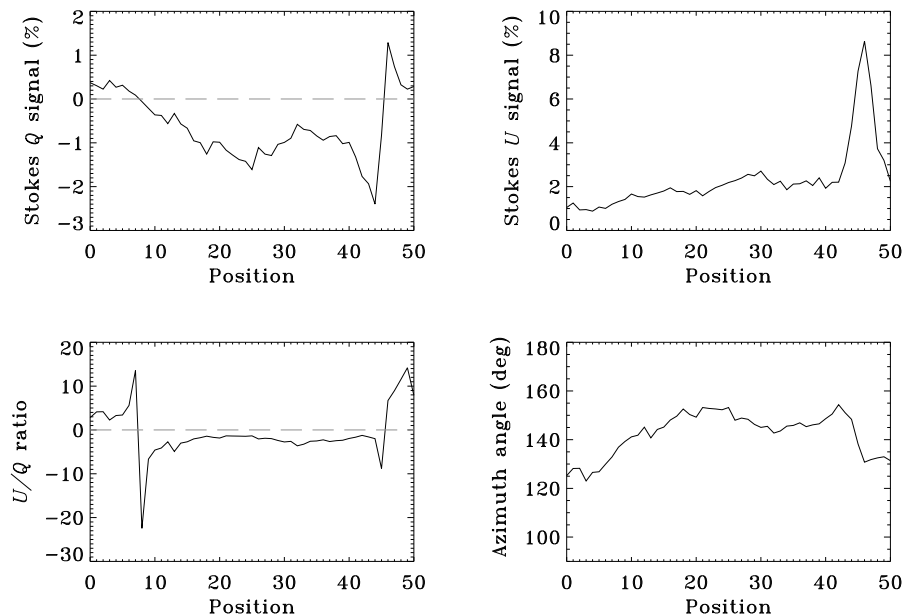 Stokes Q signal (%)
2
1
0
−1
−2
−3
0 10 20 30 40 50
Position
Stokes U signal (%)
10
8
6
4
2
0
0 10 20 30 40 50
Position
U/Q ratio
20
10
0
−10
−20
−30
0 10 20 30 40 50
Position
Azimuth angle (deg)
180
160
140
120
100
0 10 20 30 40 50
Position